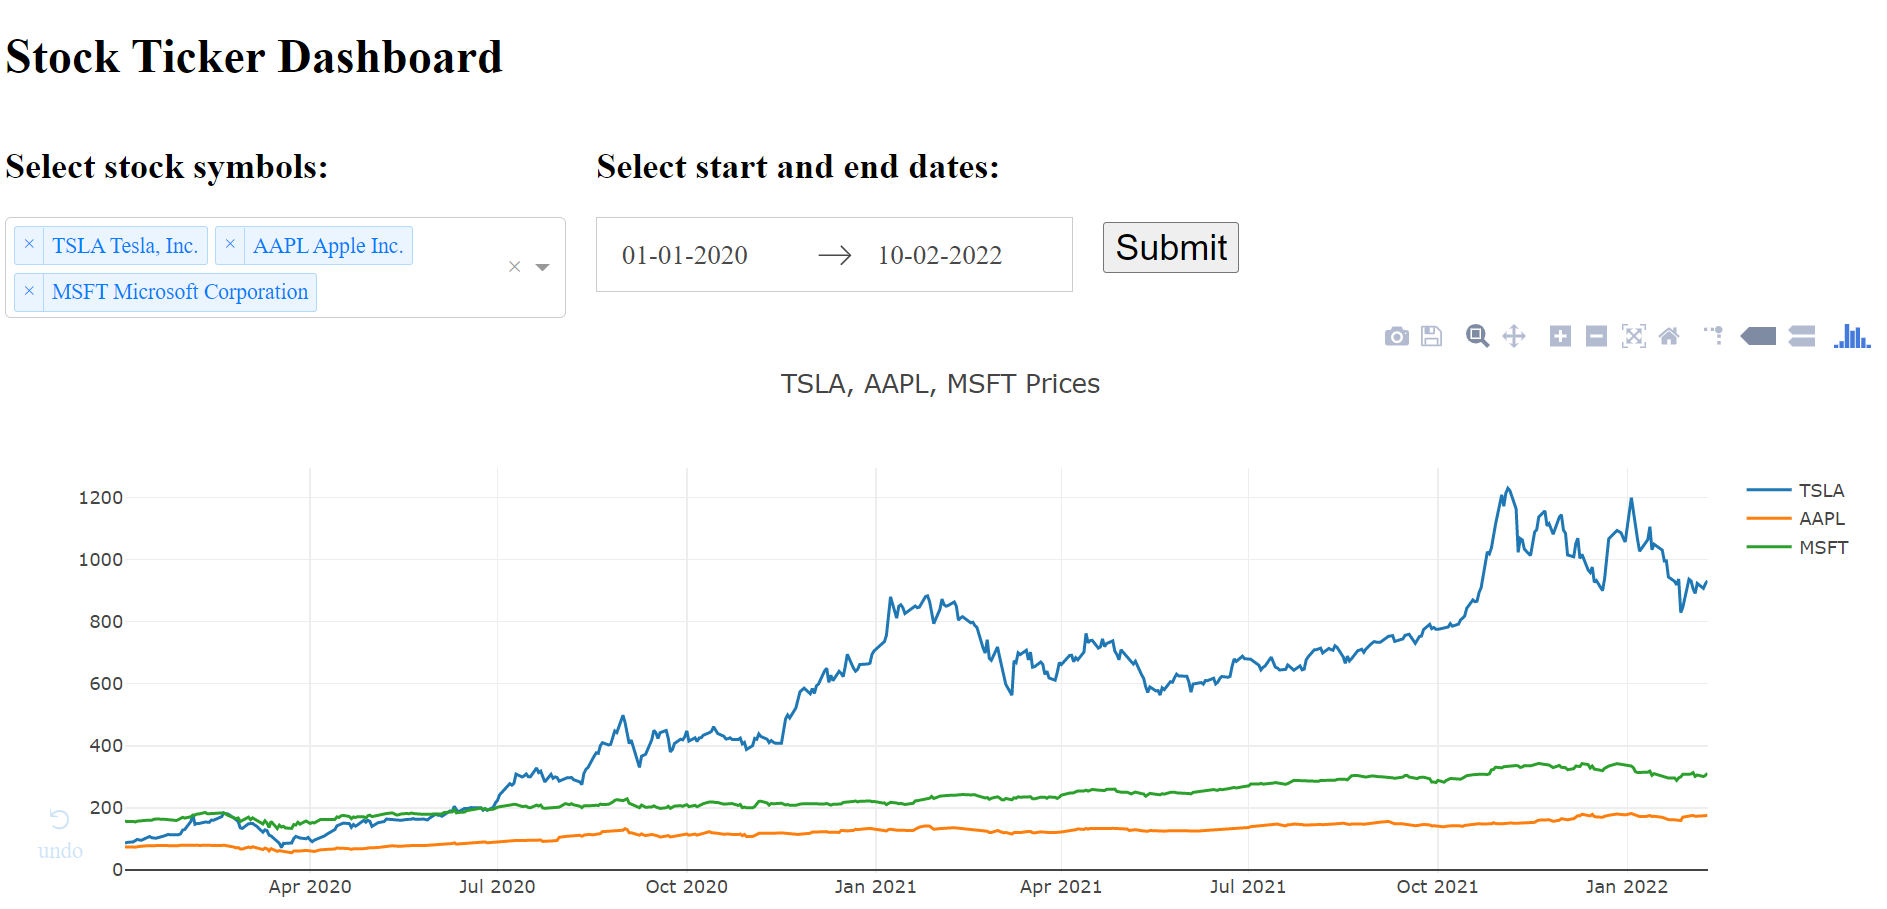 Stock Ticker Dashboard
Select stock symbols:
Select start and end dates:
× TSLA Tesla, Inc. × AAPL Apple Inc.
× MSFT Microsoft Corporation
×
01-01-2020 → 10-02-2022
Submit
TSLA, AAPL, MSFT Prices
1200
1000
800
600
400
200
0
TSLA
AAPL
MSFT
undo
Apr 2020 Jul 2020 Oct 2020 Jan 2021 Apr 2021 Jul 2021 Oct 2021 Jan 2022